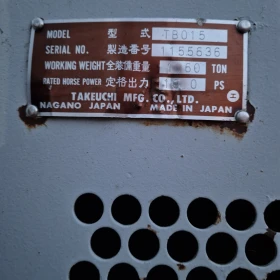 MODEL 型式 TB015
SERIAL NO. 製造番号 1155636
WORKING WEIGHT 全備重量 TON
RATED HORSE POWER 定格出力 PS
TAKEUCHI MFG. CO., LTD.
NAGANO JAPAN MADE IN JAPAN